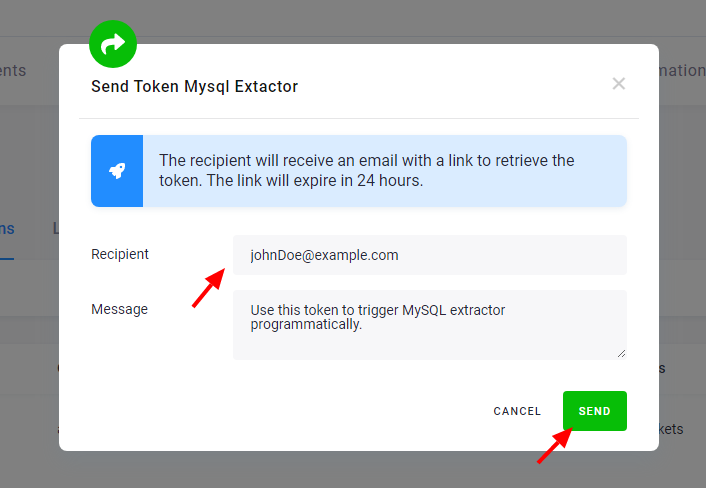 ents
mation
Send Token Mysql Extactor
The recipient will receive an email with a link to retrieve the
token. The link will expire in 24 hours.
ns
L
Recipient
johnDoe@example.com
Message
Use this token to trigger MySQL extractor
programmatically.
s
CANCEL
SEND
kets